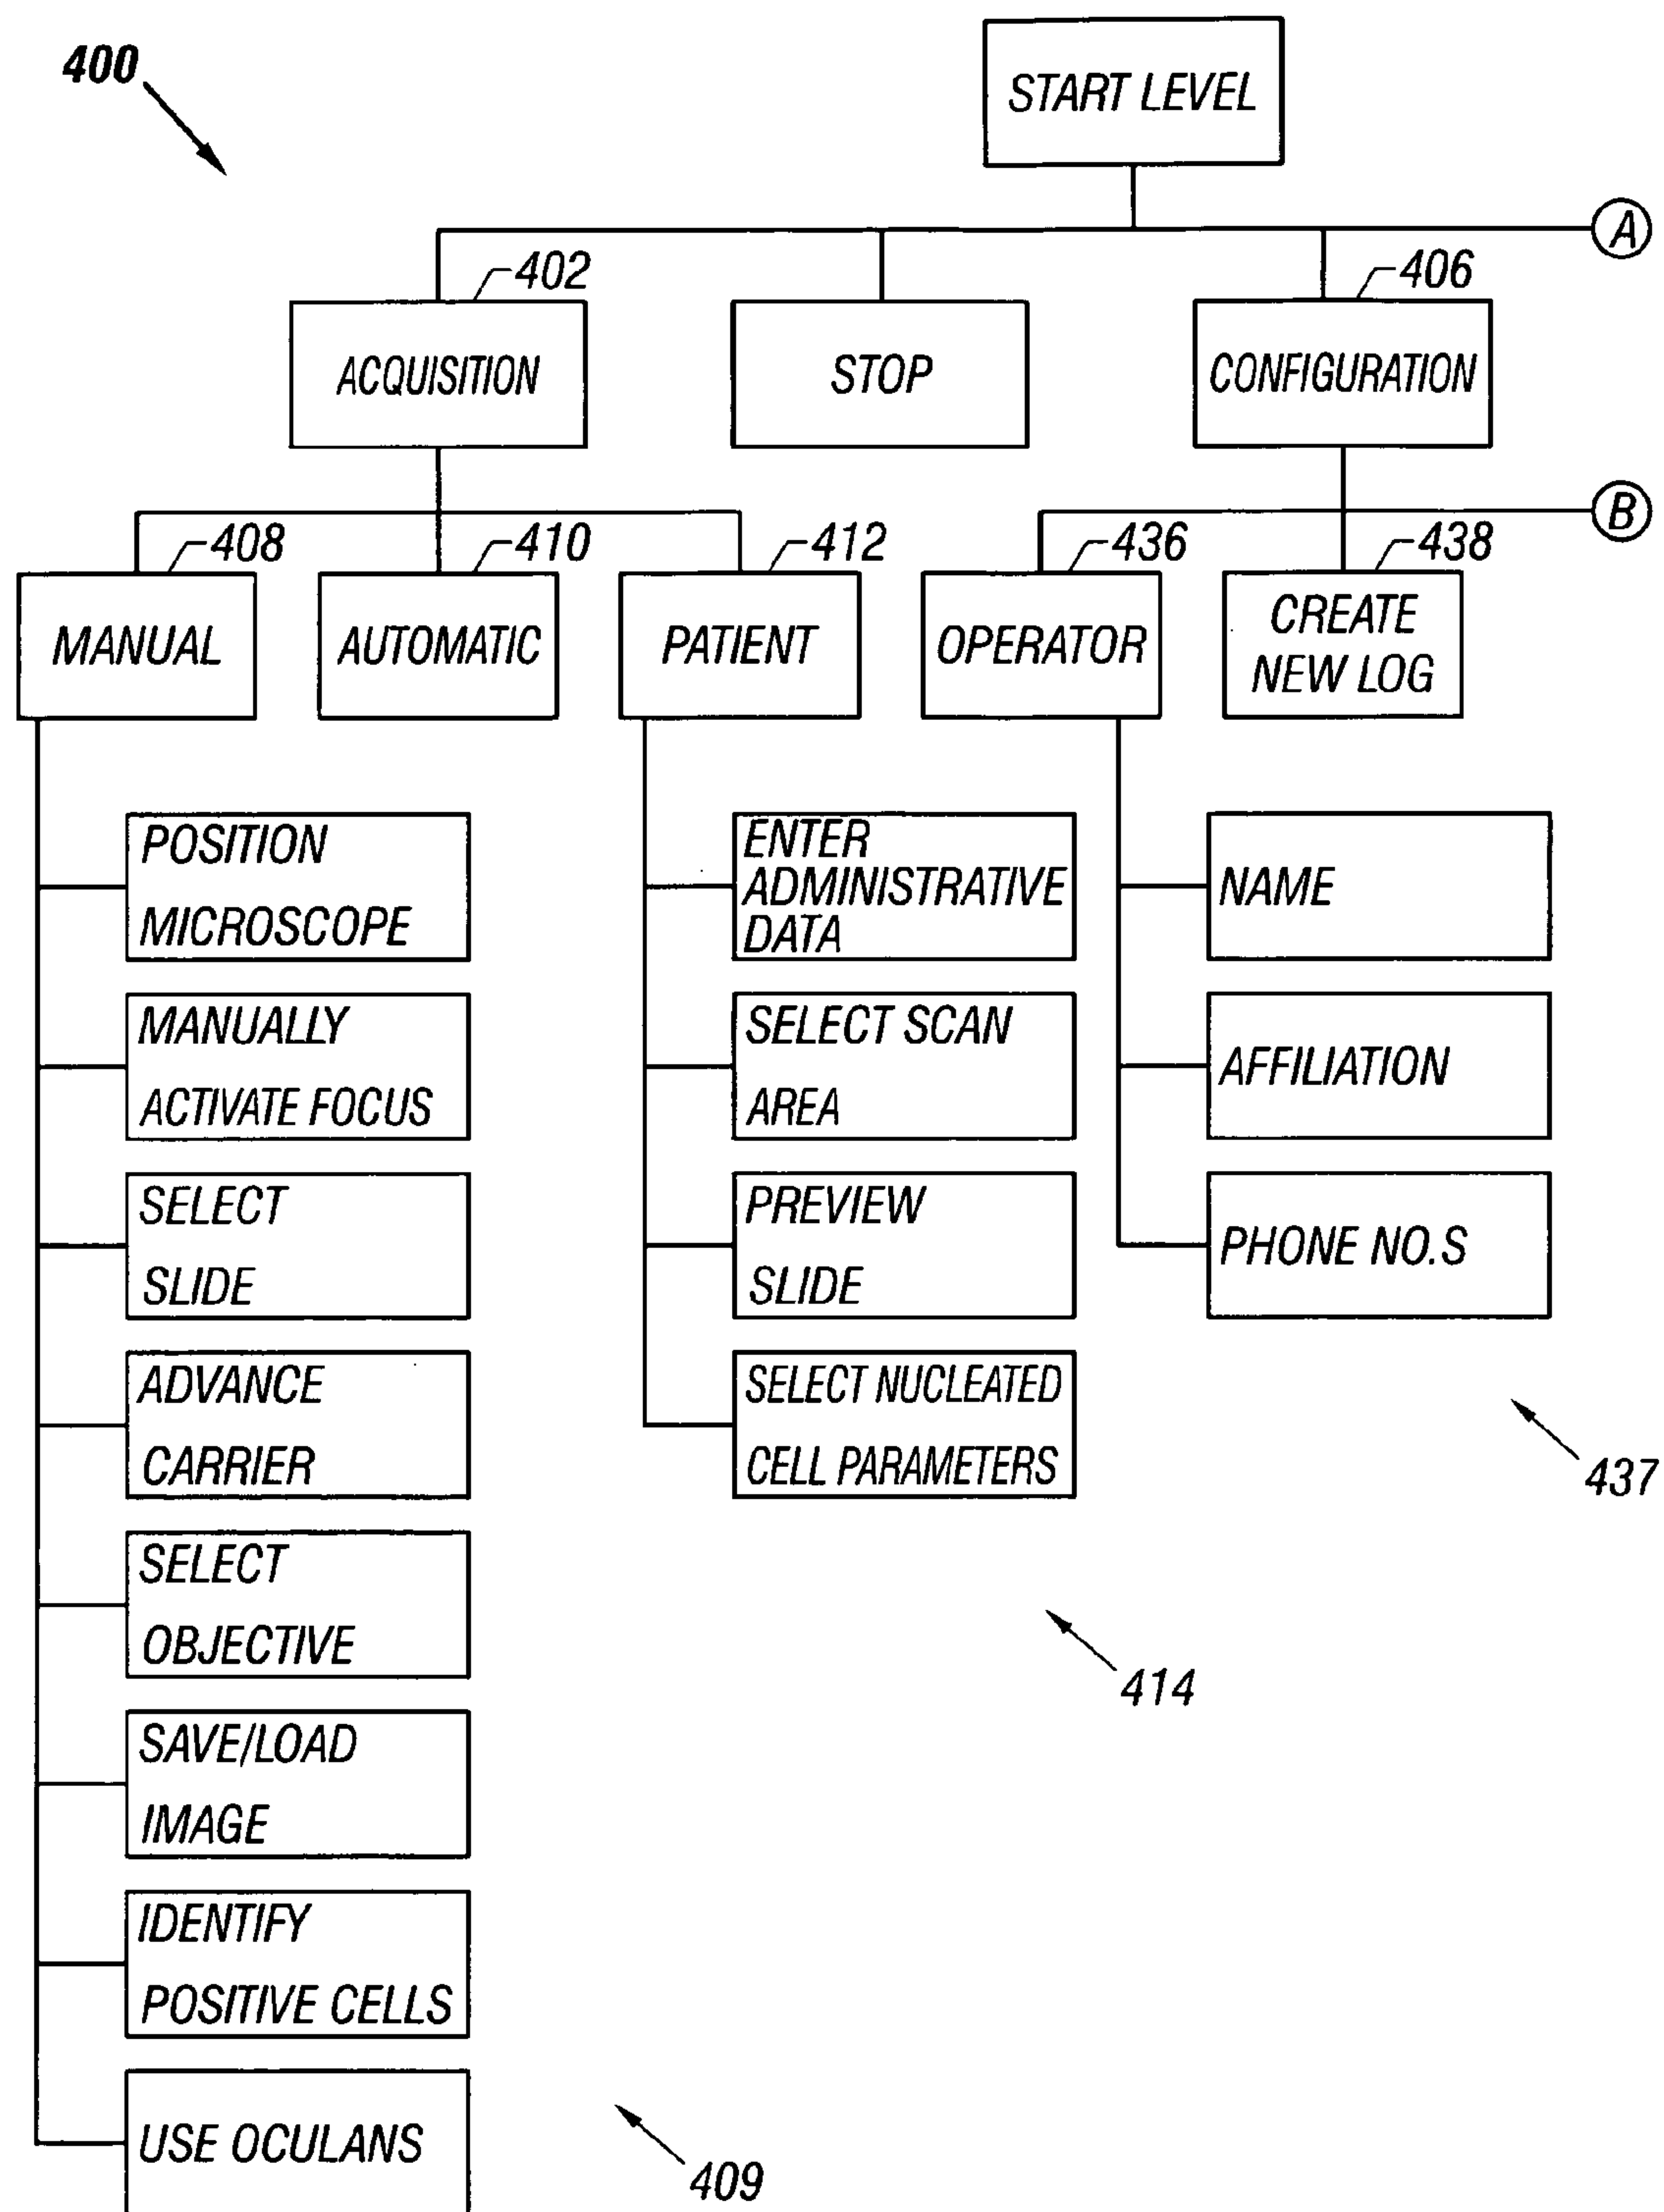 400
START LEVEL
A
402
406
ACQUISITION
STOP
CONFIGURATION
B
408
410
412
436
438
MANUAL
AUTOMATIC
PATIENT
OPERATOR
CREATE
NEW LOG
POSITION
MICROSCOPE
MANUALLY
ACTIVATE FOCUS
SELECT
SLIDE
ADVANCE
CARRIER
SELECT
OBJECTIVE
SAVE/LOAD
IMAGE
IDENTIFY
POSITIVE CELLS
USE OCULANS
409
ENTER
ADMINISTRATIVE
DATA
SELECT SCAN
AREA
PREVIEW
SLIDE
SELECT NUCLEATED
CELL PARAMETERS
414
NAME
AFFILIATION
PHONE NO.S
437